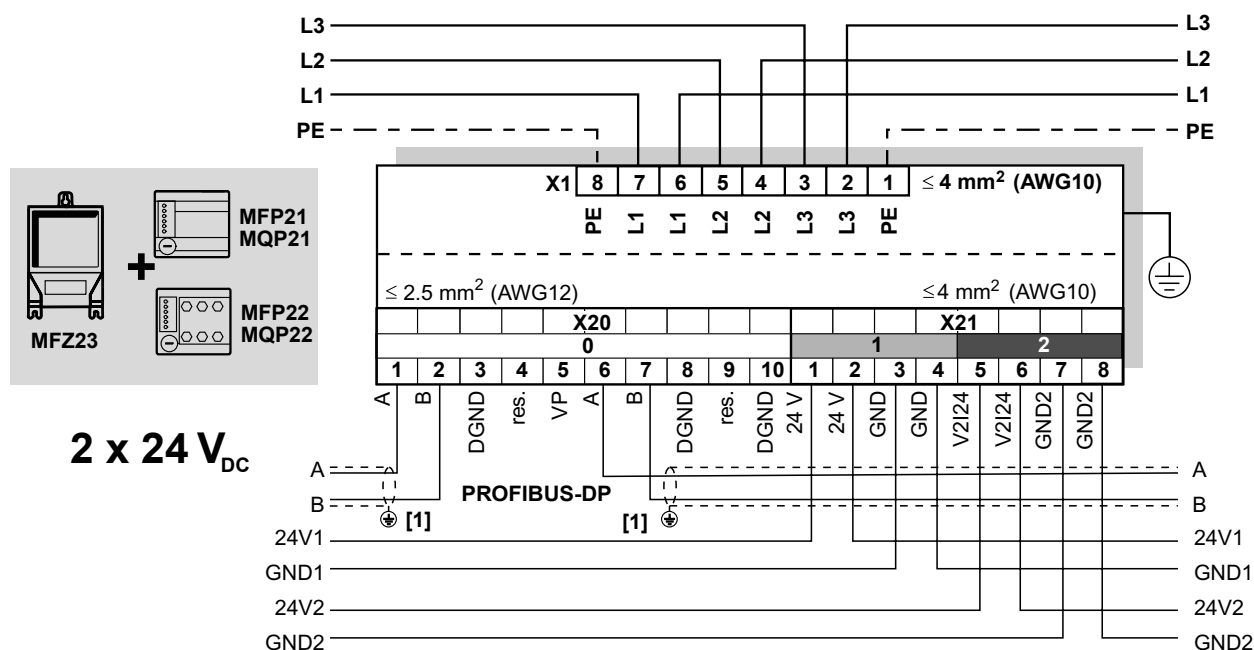 L3 L3
L2 L2
L1 L1
PE PE
X1 8 7 6 5 4 3 2 1 ≤ 4 mm² (AWG10)
PE L1 L1 L2 L2 L3 L3 PE
MFP21
MQP21
+
MFP22
MQP22
MFZ23
≤ 2.5 mm² (AWG12) ≤4 mm² (AWG10)
X20 X21
0 1 2
1 2 3 4 5 6 7 8 9 10 1 2 3 4 5 6 7 8
A B DGND res. VP A B DGND res. DGND 24 V 24 V GND GND V2I24 V2I24 GND2 GND2
2 x 24 VDC
A A
PROFIBUS-DP
B B
[1] [1]
24V1 24V1
GND1 GND1
24V2 24V2
GND2 GND2